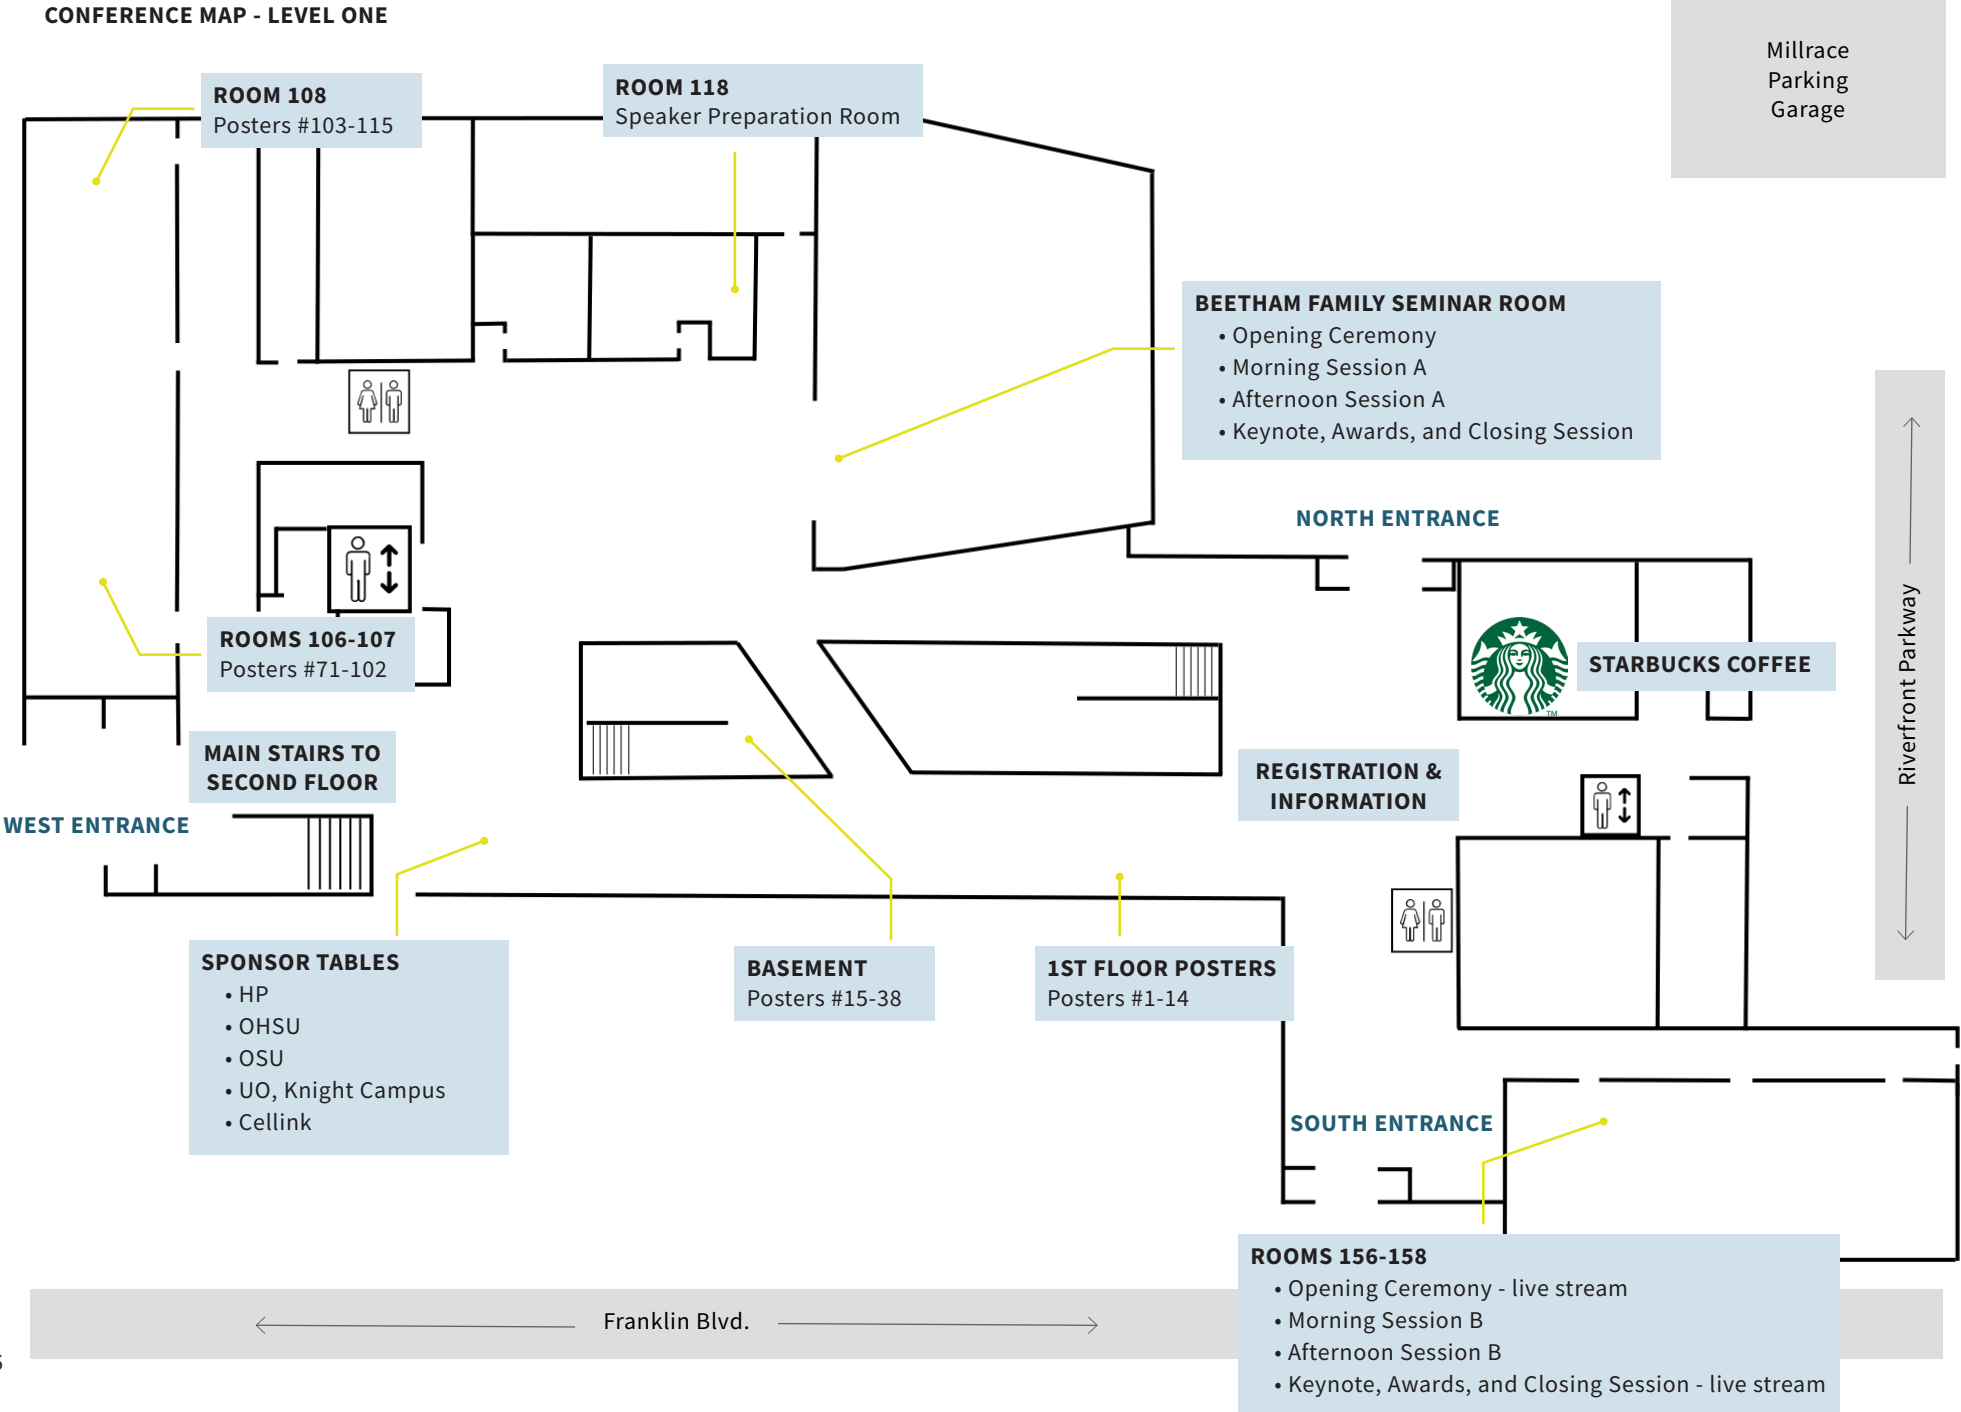 CONFERENCE MAP - LEVEL ONE
Millrace
Parking
Garage
ROOM 108
Posters #103-115
ROOM 118
Speaker Preparation Room
BEETHAM FAMILY SEMINAR ROOM
• Opening Ceremony
• Morning Session A
• Afternoon Session A
• Keynote, Awards, and Closing Session
NORTH ENTRANCE
STARBUCKS COFFEE
TM
Riverfront Parkway
ROOMS 106-107
Posters #71-102
MAIN STAIRS TO
SECOND FLOOR
WEST ENTRANCE
REGISTRATION &
INFORMATION
SPONSOR TABLES
• HP
• OHSU
• OSU
• UO, Knight Campus
• Cellink
BASEMENT
Posters #15-38
1ST FLOOR POSTERS
Posters #1-14
SOUTH ENTRANCE
ROOMS 156-158
• Opening Ceremony - live stream
• Morning Session B
• Afternoon Session B
• Keynote, Awards, and Closing Session - live stream
Franklin Blvd.